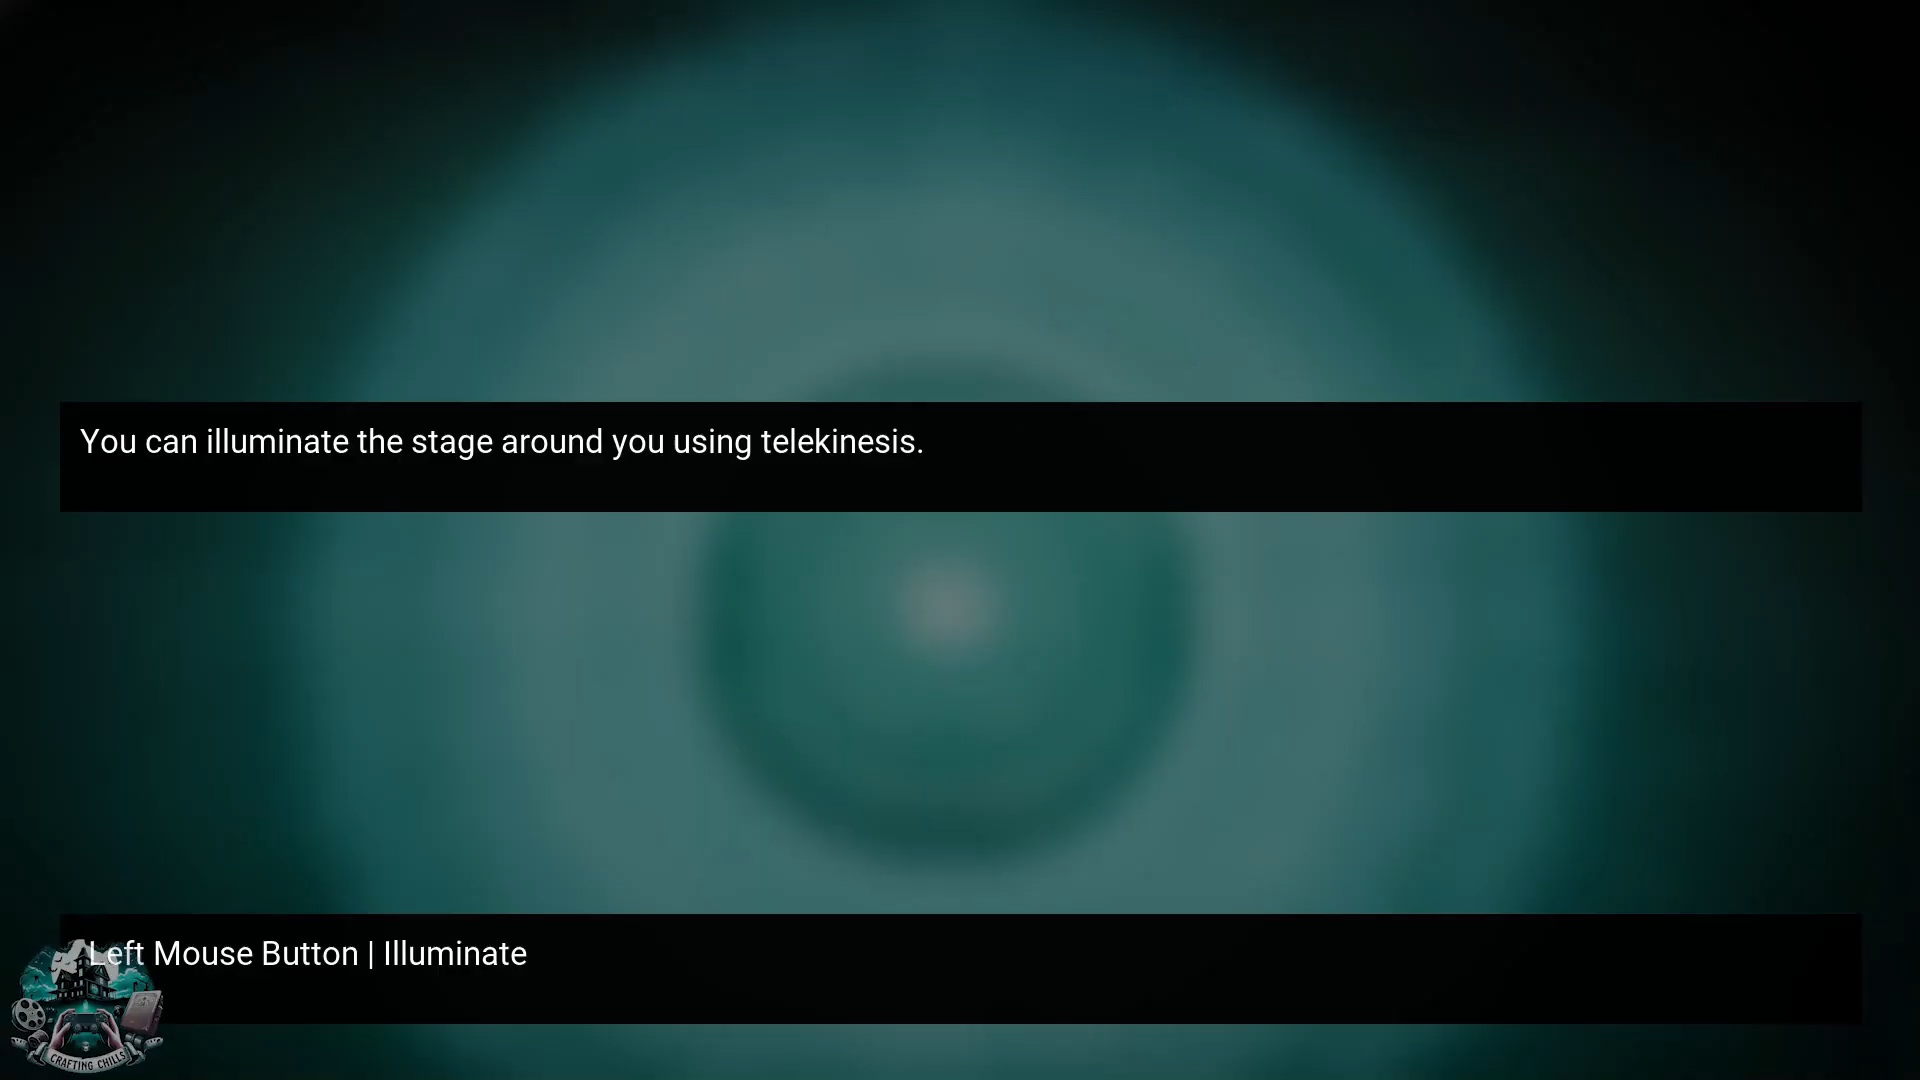 You can illuminate the stage around you using telekinesis.
Left Mouse Button | Illuminate
CRAFTING CHILLS